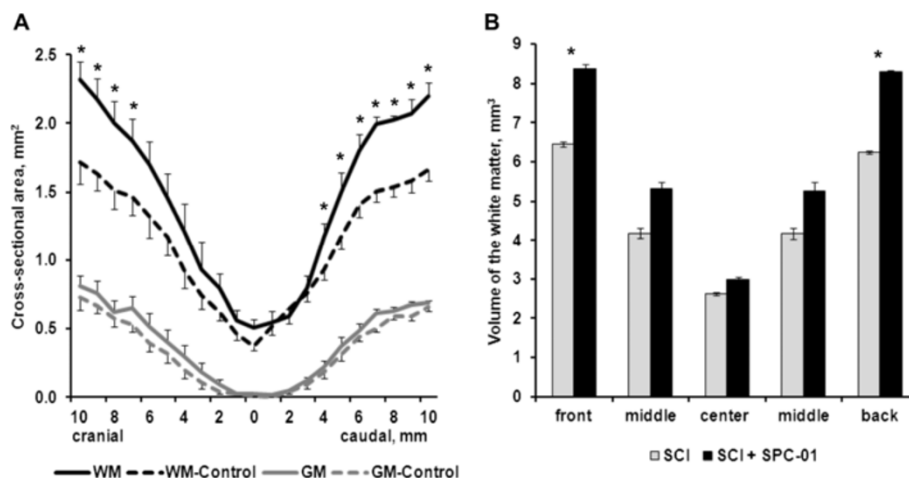 A
Cross-sectional area, mm²
2.5
2.0
1.5
1.0
0.5
0.0
* * * * * * * * * *
10 8 6 4 2 0 2 4 6 8 10
cranial caudal, mm
WM WM-Control GM GM-Control
B
Volume of the white matter, mm³
9
8
7
6
5
4
3
2
1
0
* *
front middle center middle back
SCI SCI + SPC-01